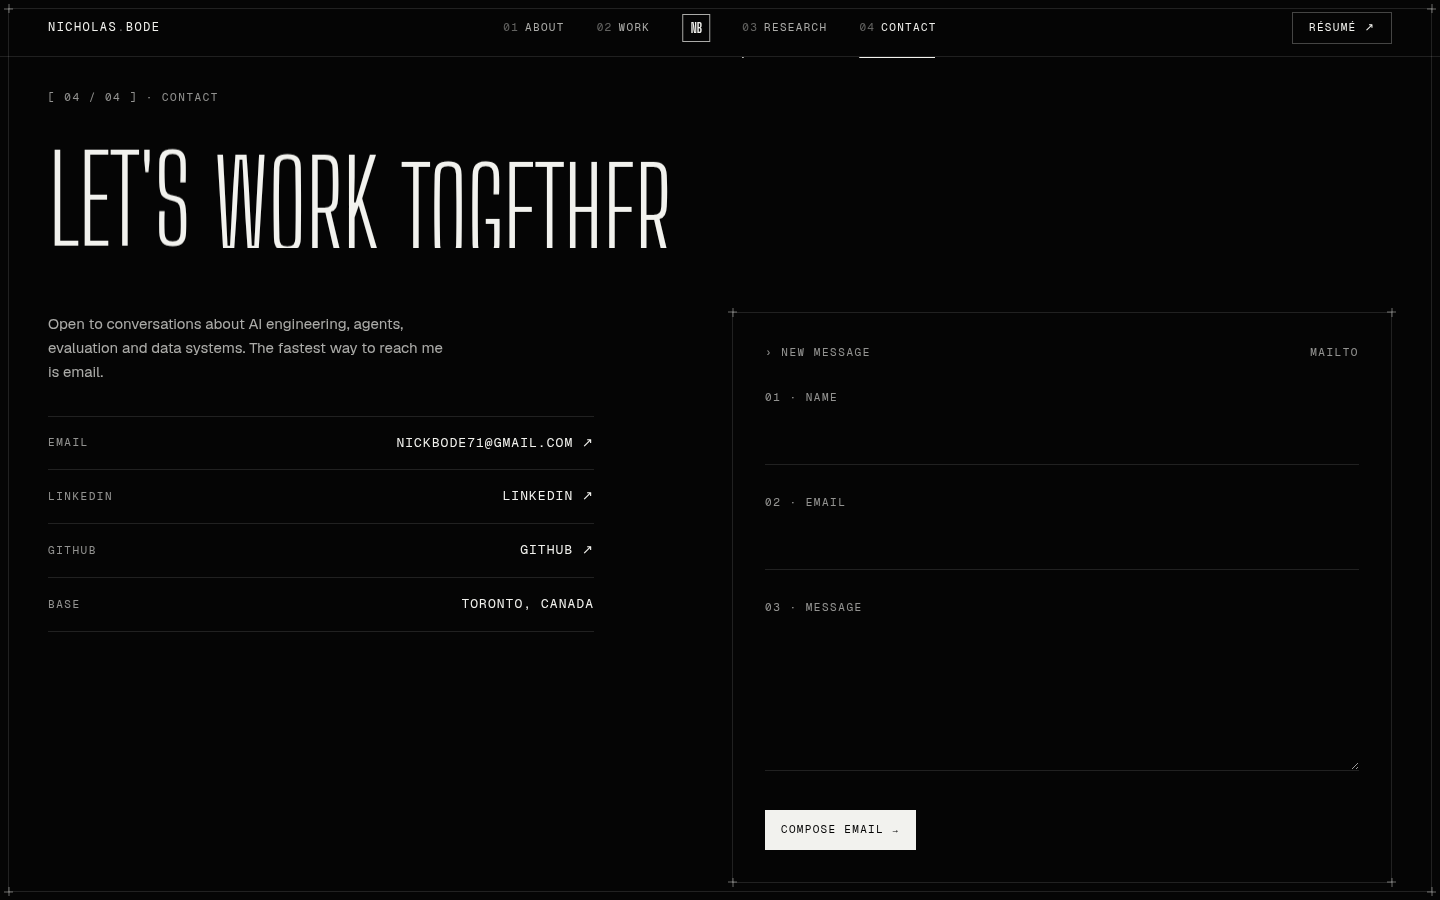 NICHOLAS.BODE
01 ABOUT
02 WORK
NB
03 RESEARCH
04 CONTACT
RÉSUMÉ ↗
[ 04 / 04 ] · CONTACT
LET'S WORK TOGETHER
Open to conversations about AI engineering, agents,
evaluation and data systems. The fastest way to reach me
is email.
EMAIL NICKBODE71@GMAIL.COM ↗
LINKEDIN LINKEDIN ↗
GITHUB GITHUB ↗
BASE TORONTO, CANADA
› NEW MESSAGE MAILTO
01 · NAME
02 · EMAIL
03 · MESSAGE
COMPOSE EMAIL →